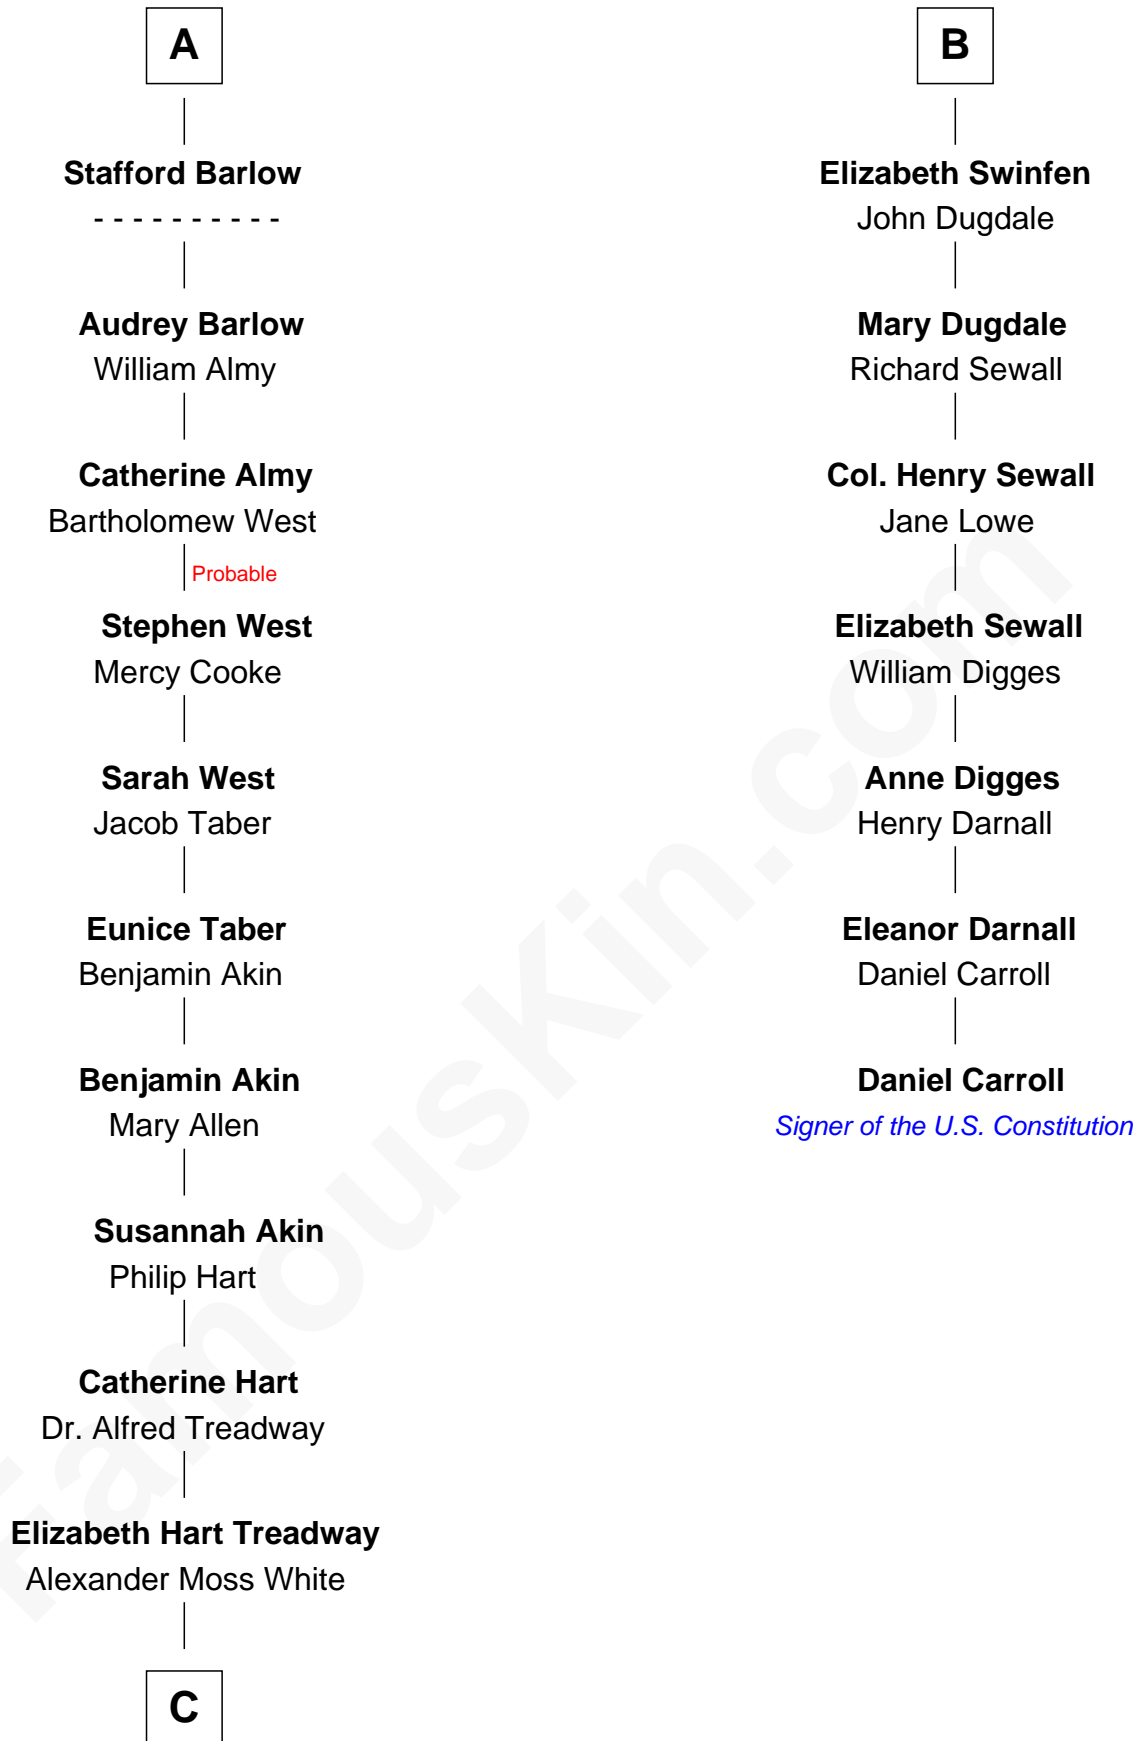 A
Stafford Barlow
- - - - - - - - - -
Audrey Barlow
William Almy
Catherine Almy
Bartholomew West
Probable
Stephen West
Mercy Cooke
Sarah West
Jacob Taber
Eunice Taber
Benjamin Akin
Benjamin Akin
Mary Allen
Susannah Akin
Philip Hart
Catherine Hart
Dr. Alfred Treadway
Elizabeth Hart Treadway
Alexander Moss White
C
B
Elizabeth Swinfen
John Dugdale
Mary Dugdale
Richard Sewall
Col. Henry Sewall
Jane Lowe
Elizabeth Sewall
William Digges
Anne Digges
Henry Darnall
Eleanor Darnall
Daniel Carroll
Daniel Carroll
Signer of the U.S. Constitution
FamousKin.com